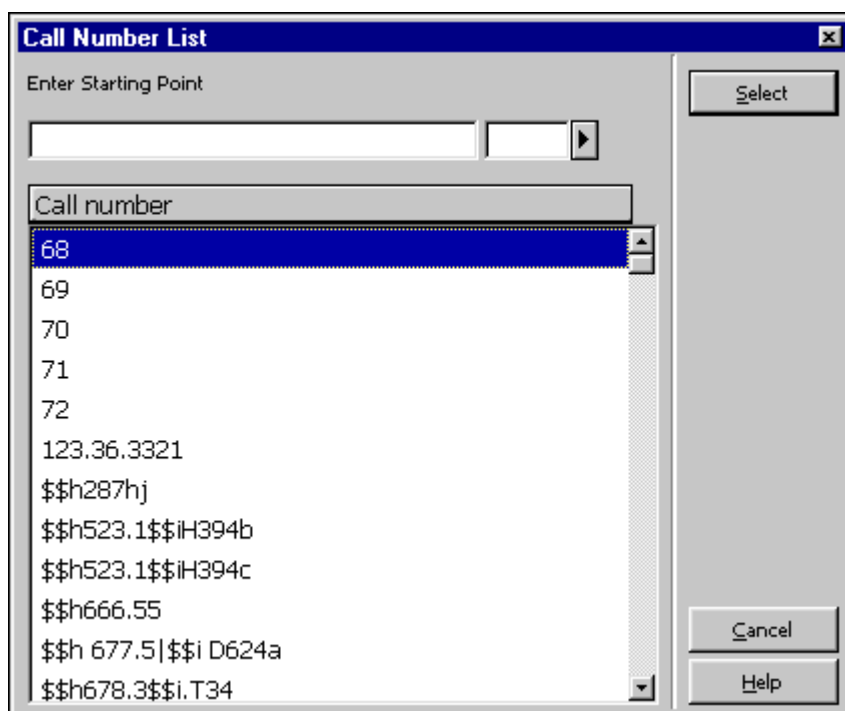 Call Number List
Enter Starting Point
Select
Call number
68
69
70
71
72
123.36.3321
$$h287hj
$$h523.1$$iH394b
$$h523.1$$iH394c
$$h666.55
$$h 677.5|$$i D624a
$$h678.3$$i.T34
Cancel
Help